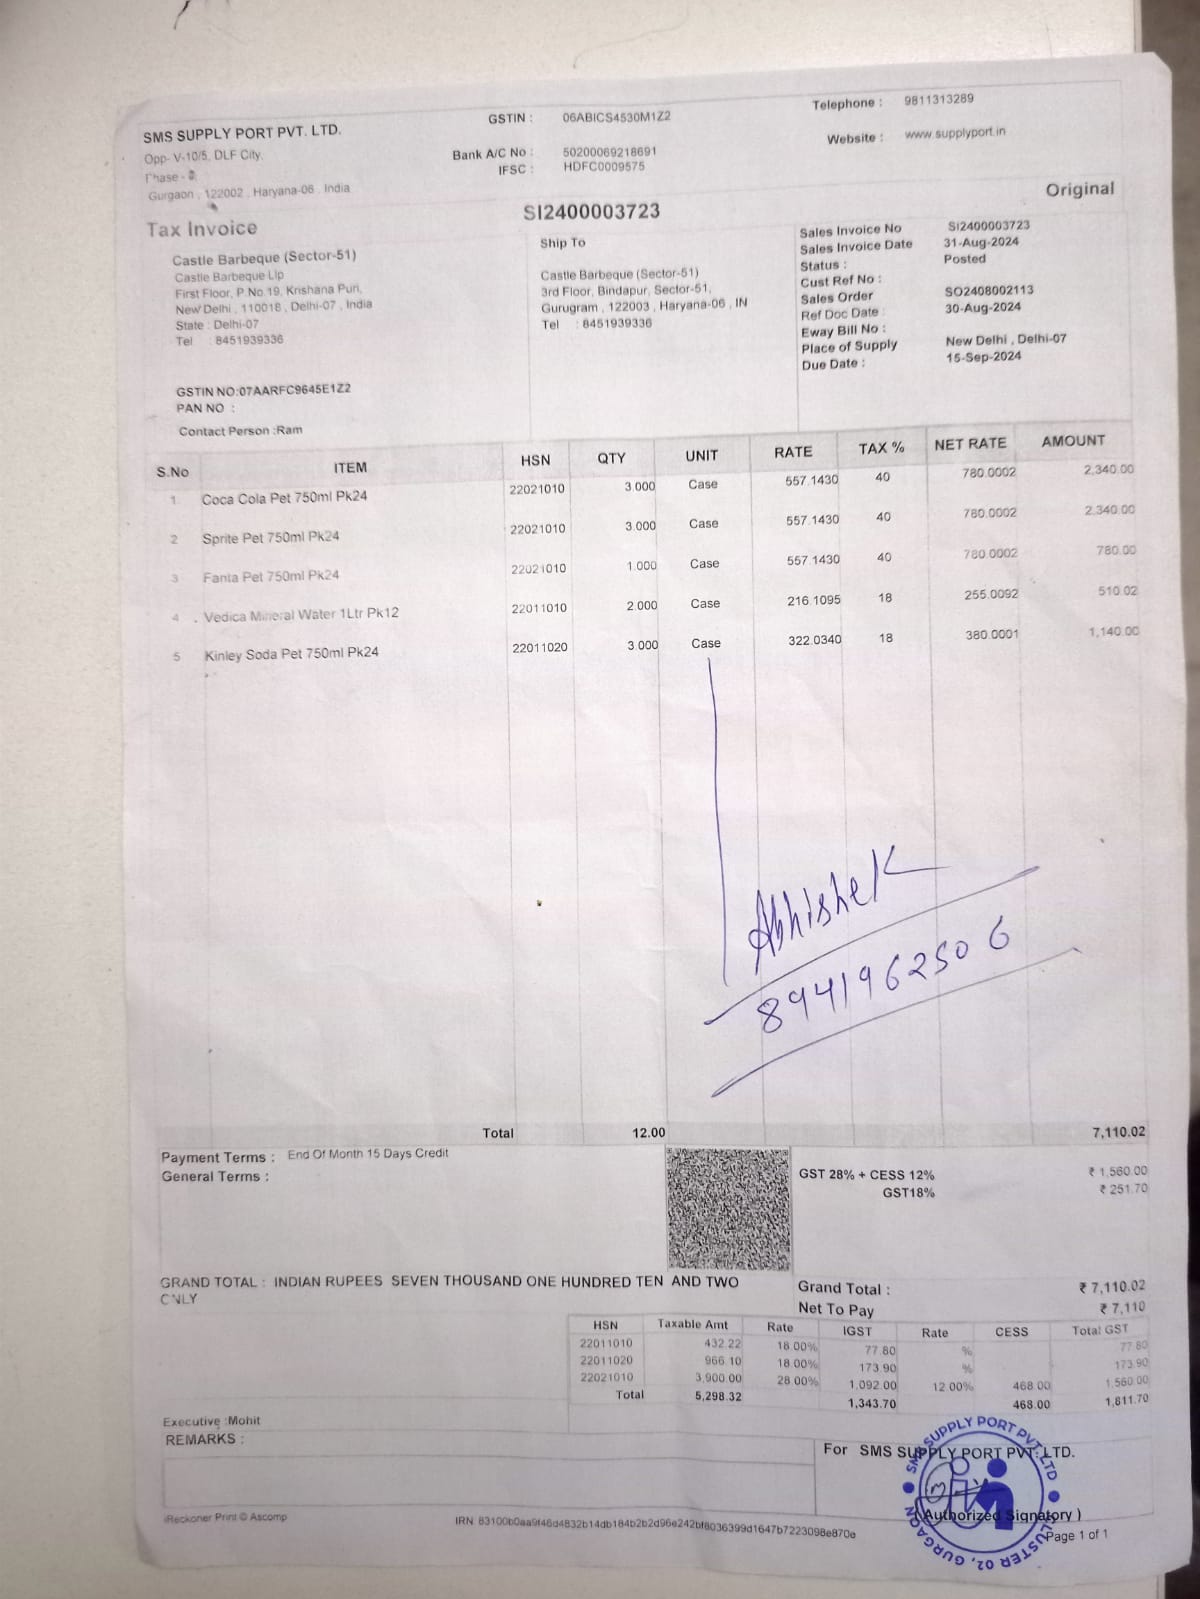 SMS SUPPLY PORT PVT. LTD.
Opp- V-10/5, DLF City,
Phase -
Gurgaon , 122002 , Haryana-06 , India
GSTIN : 06ABICS4530M1Z2
Bank A/C No : 50200069218691
IFSC : HDFC0009575
Telephone : 9811313289
Website : www.supplyport.in
Original
Tax Invoice
SI2400003723
Castle Barbeque (Sector-51)
Castle Barbeque Llp
First Floor, P.No.19, Krishana Puri,
New Delhi , 110018 , Delhi-07 , India
State : Delhi-07
Tel : 8451939336
GSTIN NO:07AARFC9645E1Z2
PAN NO :
Contact Person :Ram
Ship To
Castle Barbeque (Sector-51)
3rd Floor, Bindapur, Sector-51,
Gurugram , 122003 , Haryana-06 , IN
Tel : 8451939336
Sales Invoice No SI2400003723
Sales Invoice Date 31-Aug-2024
Status : Posted
Cust Ref No :
Sales Order SO2408002113
Ref Doc Date : 30-Aug-2024
Eway Bill No :
Place of Supply New Delhi , Delhi-07
Due Date : 15-Sep-2024
S.No ITEM HSN QTY UNIT RATE TAX % NET RATE AMOUNT
1 Coca Cola Pet 750ml Pk24 22021010 3.000 Case 557.1430 40 780.0002 2,340.00
2 Sprite Pet 750ml Pk24 22021010 3.000 Case 557.1430 40 780.0002 2,340.00
3 Fanta Pet 750ml Pk24 22021010 1.000 Case 557.1430 40 780.0002 780.00
4 Vedica Mineral Water 1Ltr Pk12 22011010 2.000 Case 216.1095 18 255.0092 510.02
5 Kinley Soda Pet 750ml Pk24 22011020 3.000 Case 322.0340 18 380.0001 1,140.00
Abhishek
8941962506
Total 12.00 7,110.02
Payment Terms : End Of Month 15 Days Credit
General Terms :
GST 28% + CESS 12% ₹ 1,560.00
GST18% ₹ 251.70
GRAND TOTAL : INDIAN RUPEES SEVEN THOUSAND ONE HUNDRED TEN AND TWO
ONLY
Grand Total : ₹ 7,110.02
Net To Pay ₹ 7,110
HSN Taxable Amt Rate IGST Rate CESS Total GST
22011010 432.22 18.00% 77.80 % 77.80
22011020 966.10 18.00% 173.90 % 173.90
22021010 3,900.00 28.00% 1,092.00 12.00% 468.00 1,560.00
Total 5,298.32 1,343.70 468.00 1,811.70
Executive :Mohit
REMARKS :
For SMS SUPPLY PORT PVT. LTD.
SMS SUPPLY PORT PVT. LTD
CLUSTER 02, GURGAON
( Authorized Signatory )
iReckoner Print © Ascomp
IRN 83100b0aa9f46d4832b14db184b2b2d96e242bf8036399d1647b7223098e870e
Page 1 of 1